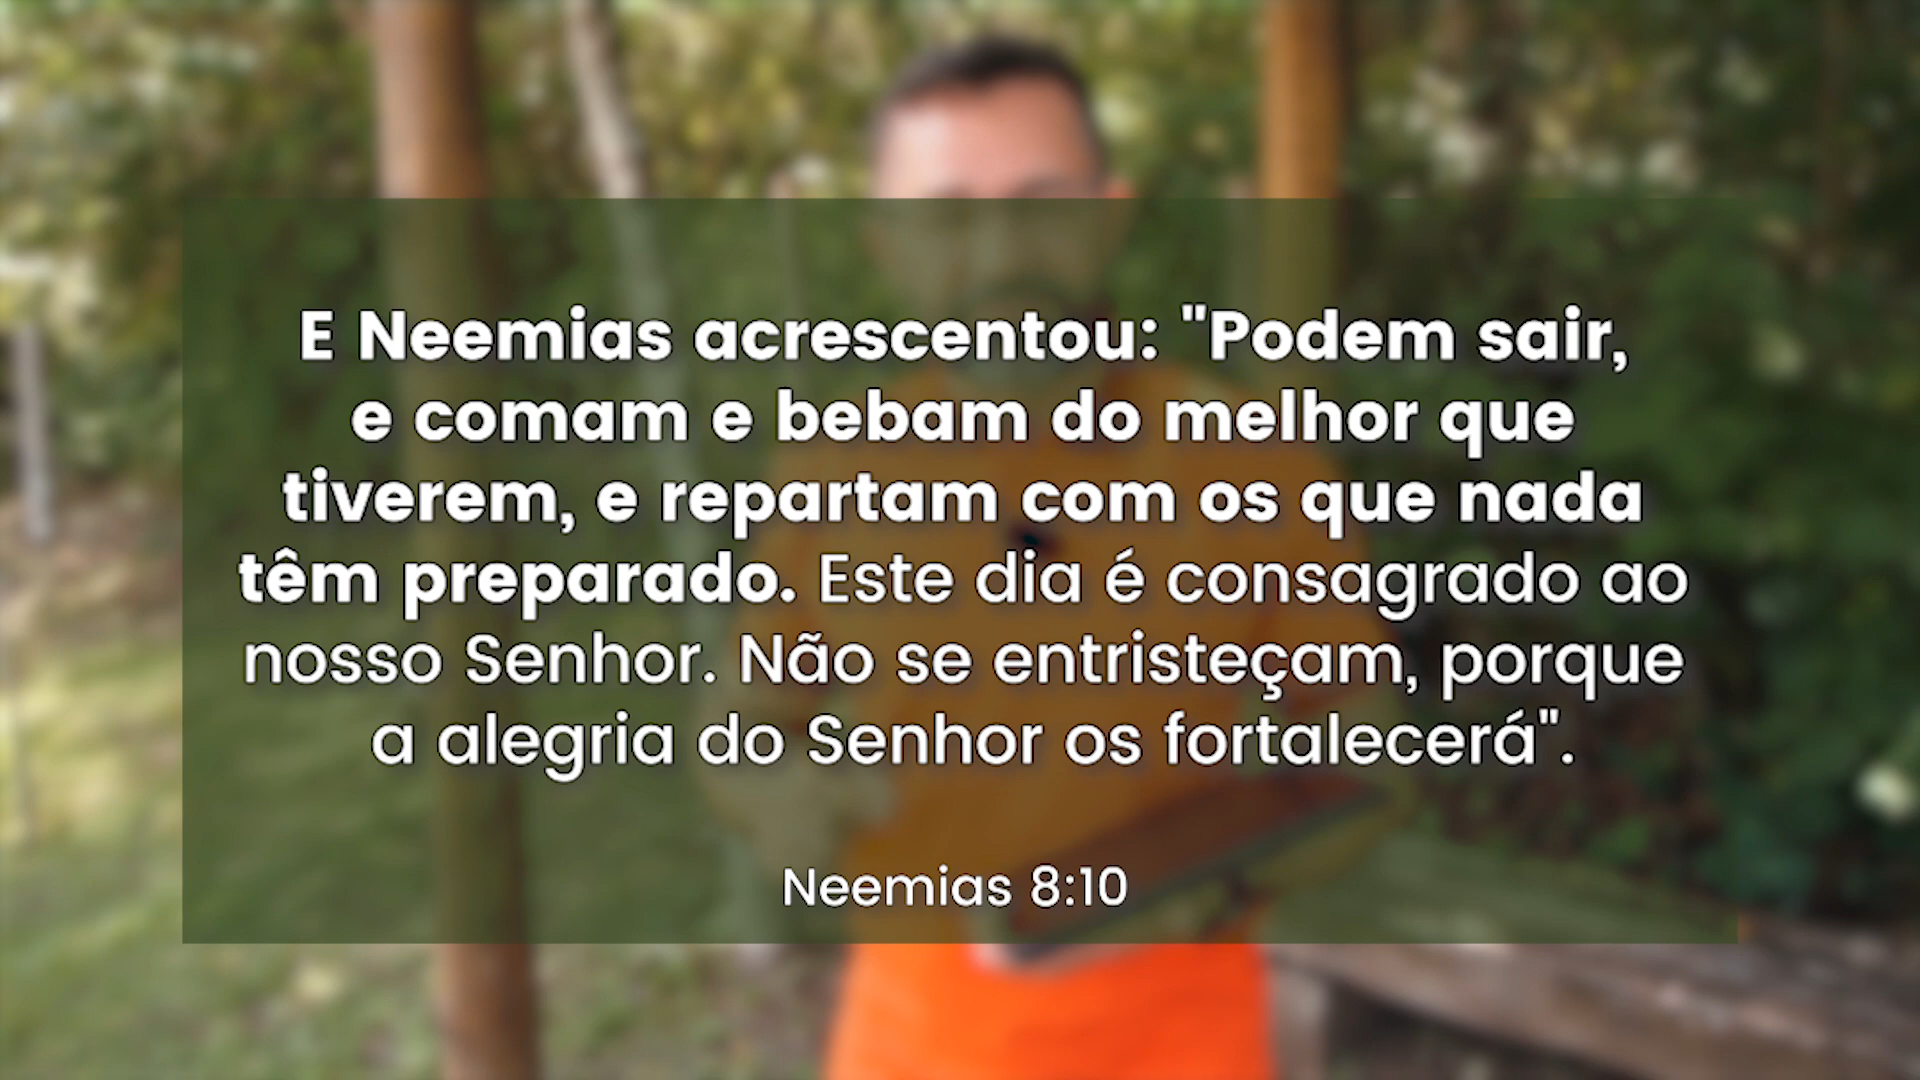 E Neemias acrescentou: "Podem sair,
e comam e bebam do melhor que
tiverem, e repartam com os que nada
têm preparado. Este dia é consagrado ao
nosso Senhor. Não se entristeçam, porque
a alegria do Senhor os fortalecerá".
Neemias 8:10